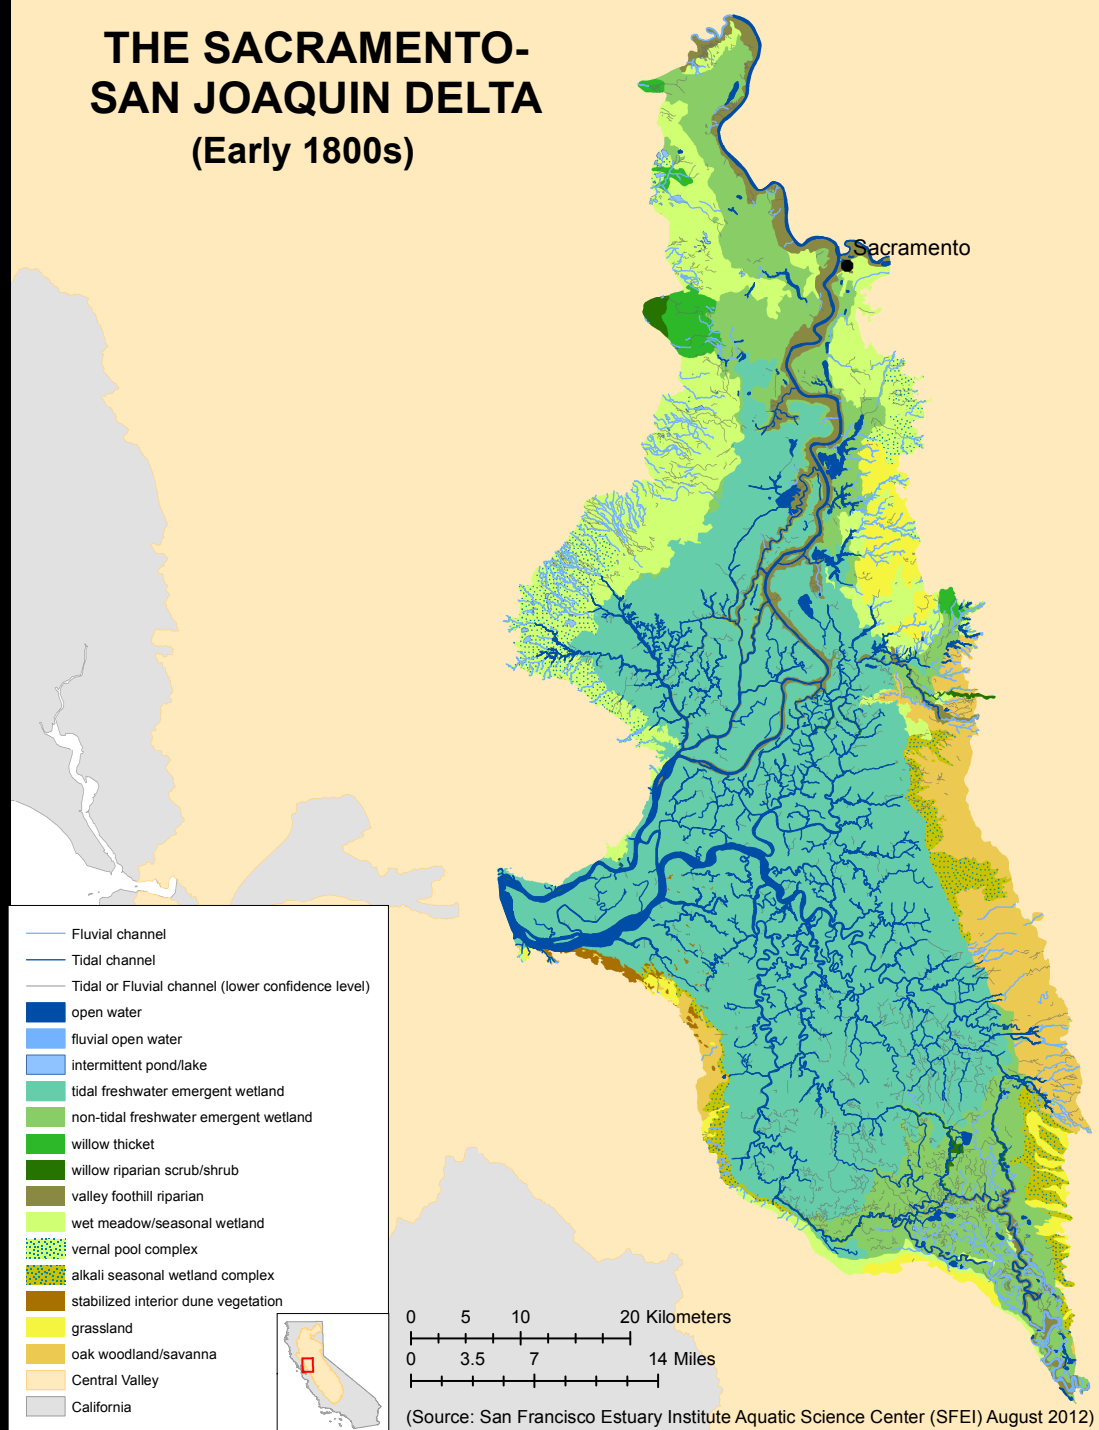 THE SACRAMENTO-
SAN JOAQUIN DELTA
(Early 1800s)
Sacramento
Fluvial channel
Tidal channel
Tidal or Fluvial channel (lower confidence level)
open water
fluvial open water
intermittent pond/lake
tidal freshwater emergent wetland
non-tidal freshwater emergent wetland
willow thicket
willow riparian scrub/shrub
valley foothill riparian
wet meadow/seasonal wetland
vernal pool complex
alkali seasonal wetland complex
stabilized interior dune vegetation
grassland
oak woodland/savanna
Central Valley
California
0 5 10 20 Kilometers
0 3.5 7 14 Miles
(Source: San Francisco Estuary Institute Aquatic Science Center (SFEI) August 2012)